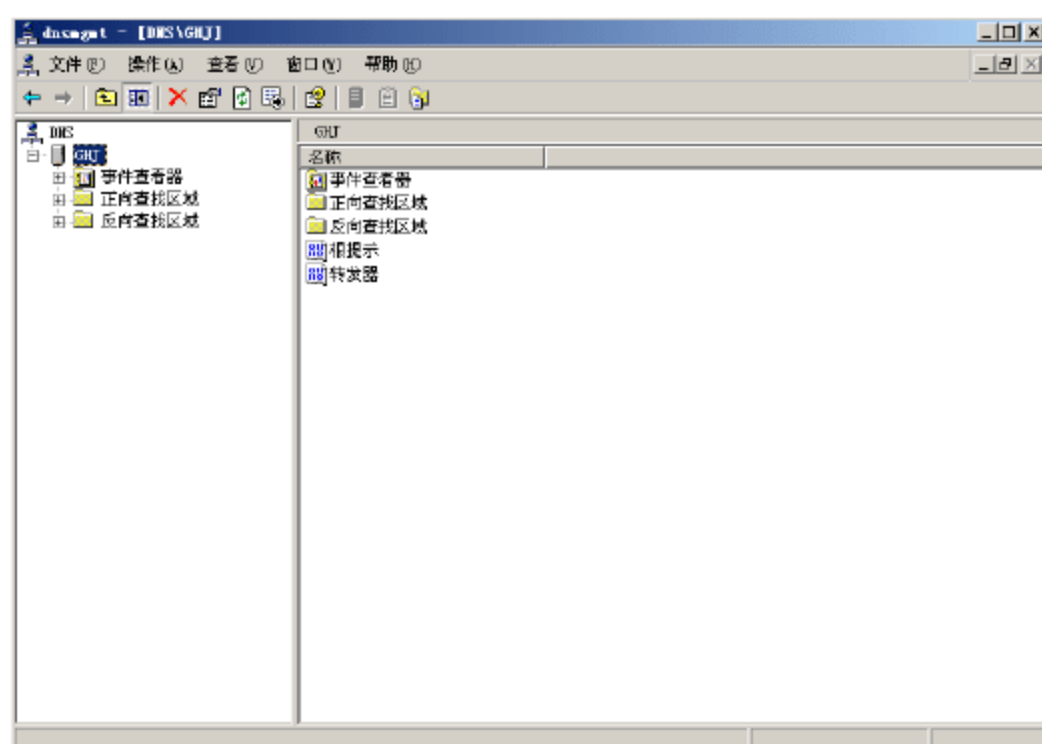 dnsmgmt - [DNS\GHJ]
文件(F) 操作(A) 查看(V) 窗口(W) 帮助(H)
DNS
GHJ
事件查看器
正向查找区域
反向查找区域
GHJ
名称
事件查看器
正向查找区域
反向查找区域
根提示
转发器